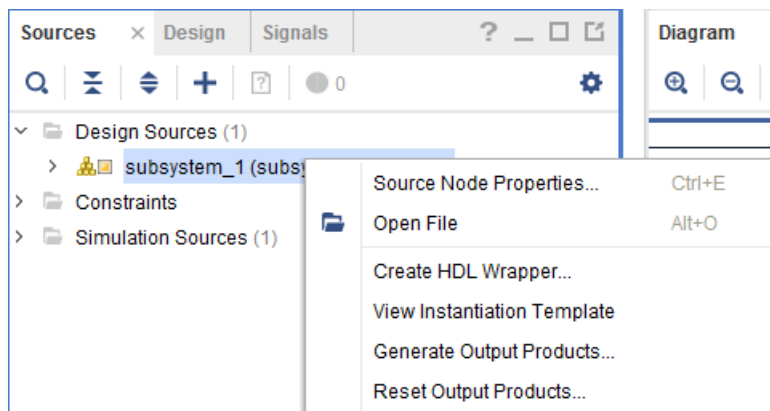 Sources × Design Signals ? Diagram
0
Design Sources (1)
subsystem_1 (subsy
Constraints
Simulation Sources (1)
Source Node Properties... Ctrl+E
Open File Alt+O
Create HDL Wrapper...
View Instantiation Template
Generate Output Products...
Reset Output Products...